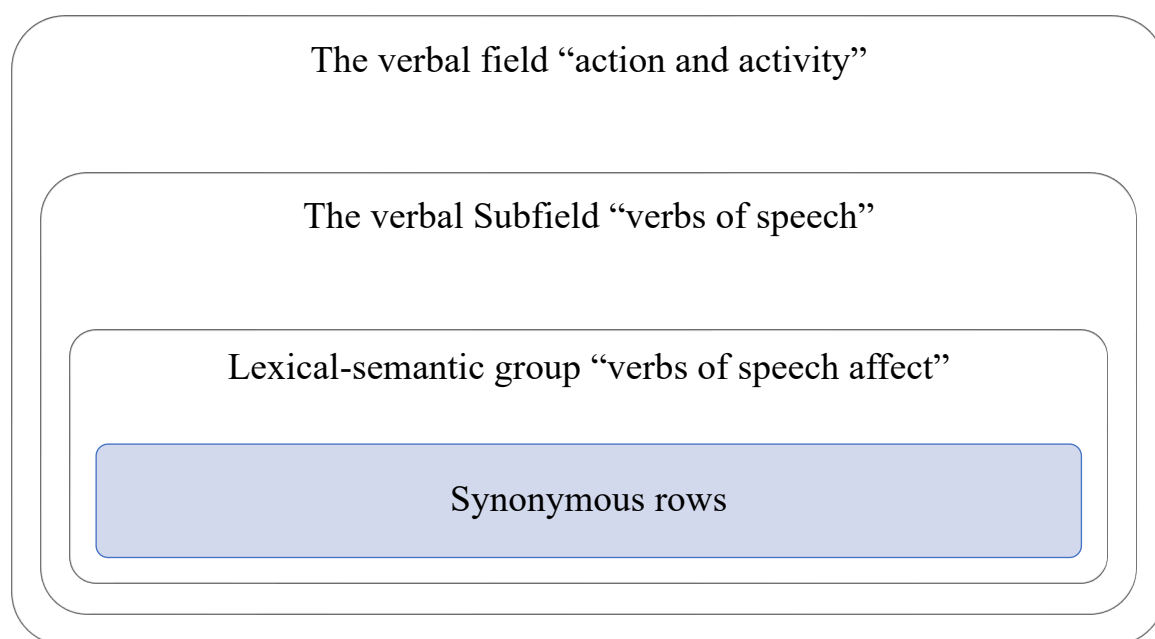 The verbal field “action and activity”
The verbal Subfield “verbs of speech”
Lexical-semantic group “verbs of speech affect”
Synonymous rows